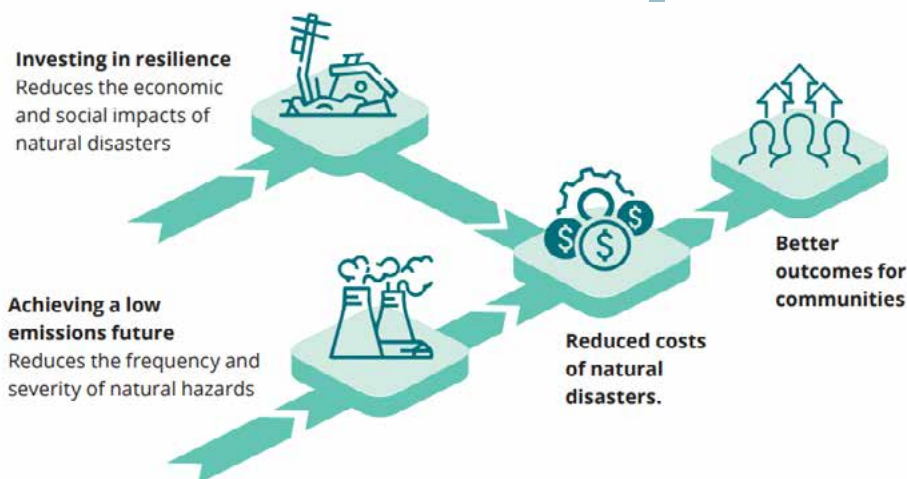 Investing in resilience
Reduces the economic
and social impacts of
natural disasters
Achieving a low
emissions future
Reduces the frequency and
severity of natural hazards
$ $ $
Reduced costs
of natural
disasters.
Better
outcomes for
communities